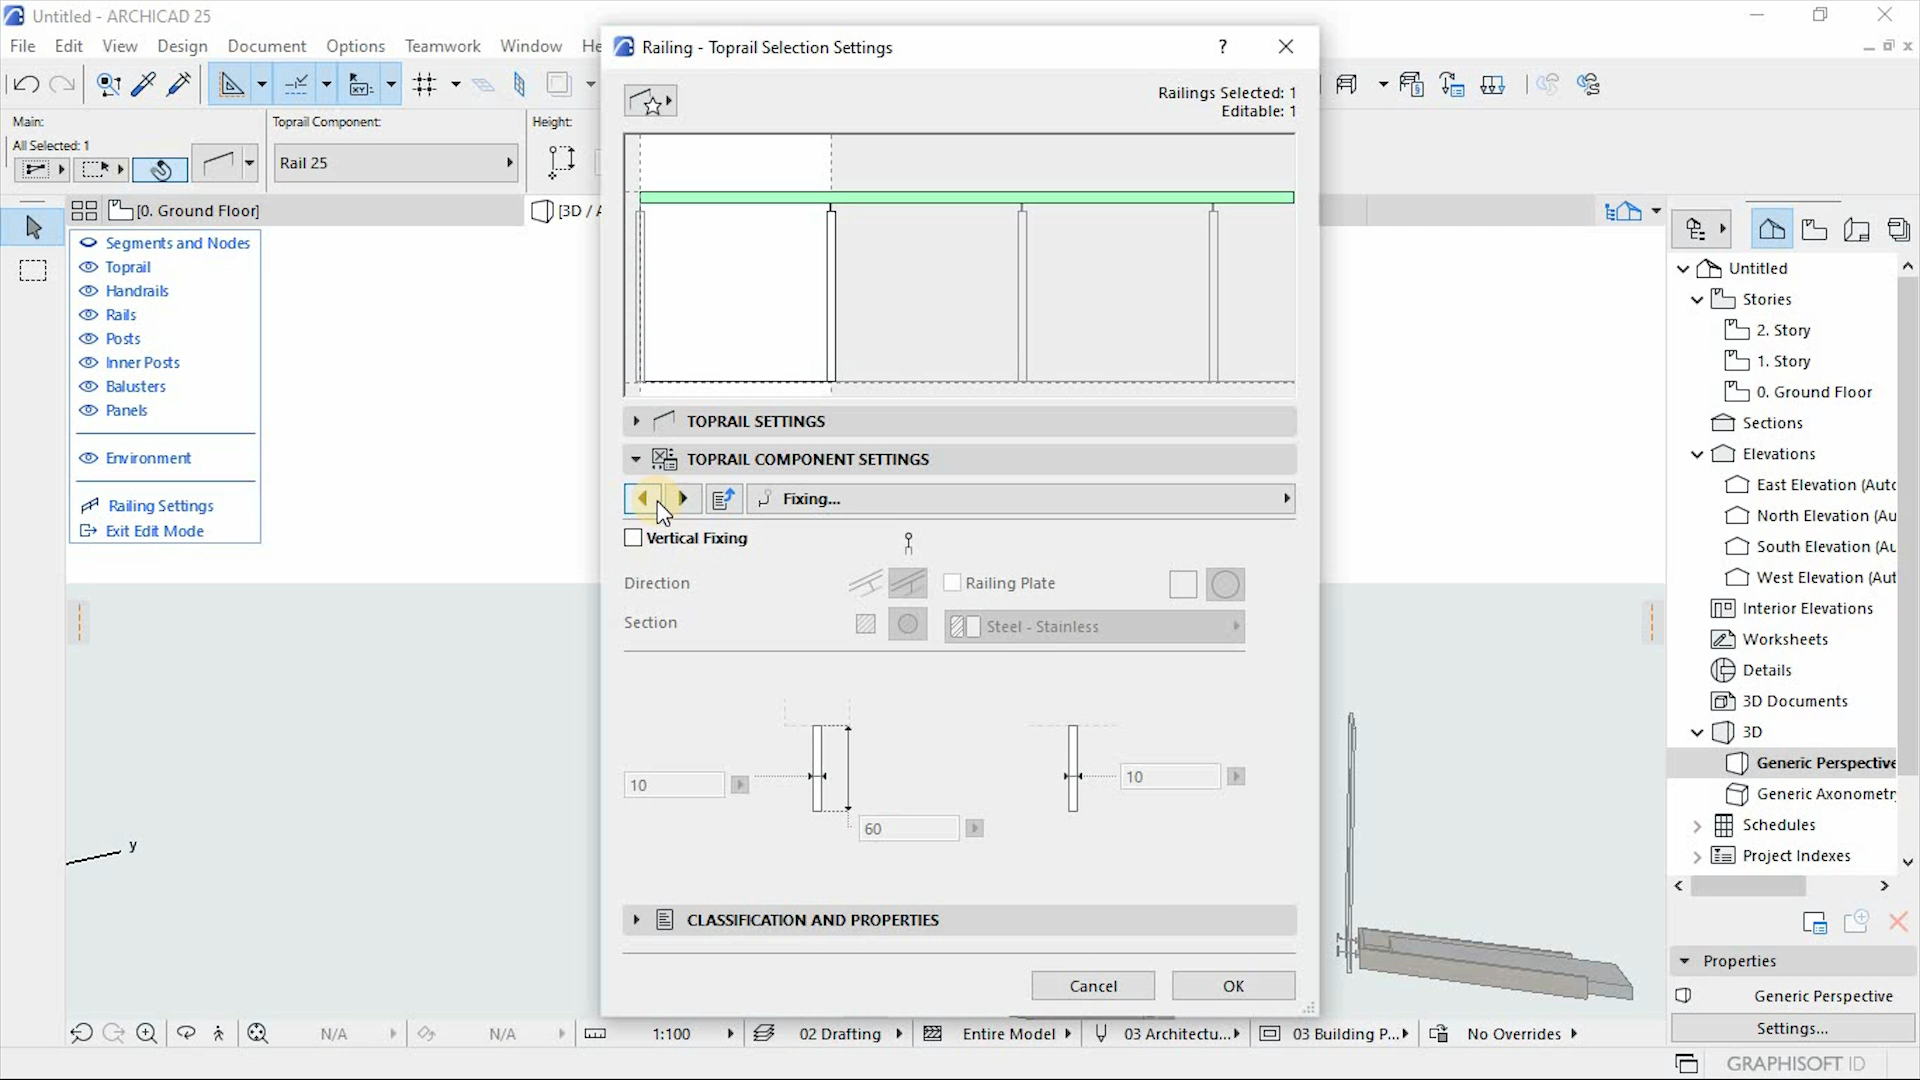 Untitled - ARCHICAD 25
File Edit View Design Document Options Teamwork Window He
Main:
All Selected: 1
Toprail Component:
Rail 25
Height:
[0. Ground Floor]
[3D / A
Segments and Nodes
Toprail
Handrails
Rails
Posts
Inner Posts
Balusters
Panels
Environment
Railing Settings
Exit Edit Mode
y
Railing - Toprail Selection Settings
?
Railings Selected: 1
Editable: 1
TOPRAIL SETTINGS
TOPRAIL COMPONENT SETTINGS
Fixing...
Vertical Fixing
Direction
Railing Plate
Section
Steel - Stainless
10
60
10
CLASSIFICATION AND PROPERTIES
Cancel
OK
Untitled
Stories
2. Story
1. Story
0. Ground Floor
Sections
Elevations
East Elevation (Auto
North Elevation (Au
South Elevation (Au
West Elevation (Aut
Interior Elevations
Worksheets
Details
3D Documents
3D
Generic Perspective
Generic Axonometr
Schedules
Project Indexes
Properties
Generic Perspective
Settings...
N/A
N/A
1:100
02 Drafting
Entire Model
03 Architectu...
03 Building P...
No Overrides
GRAPHISOFT ID